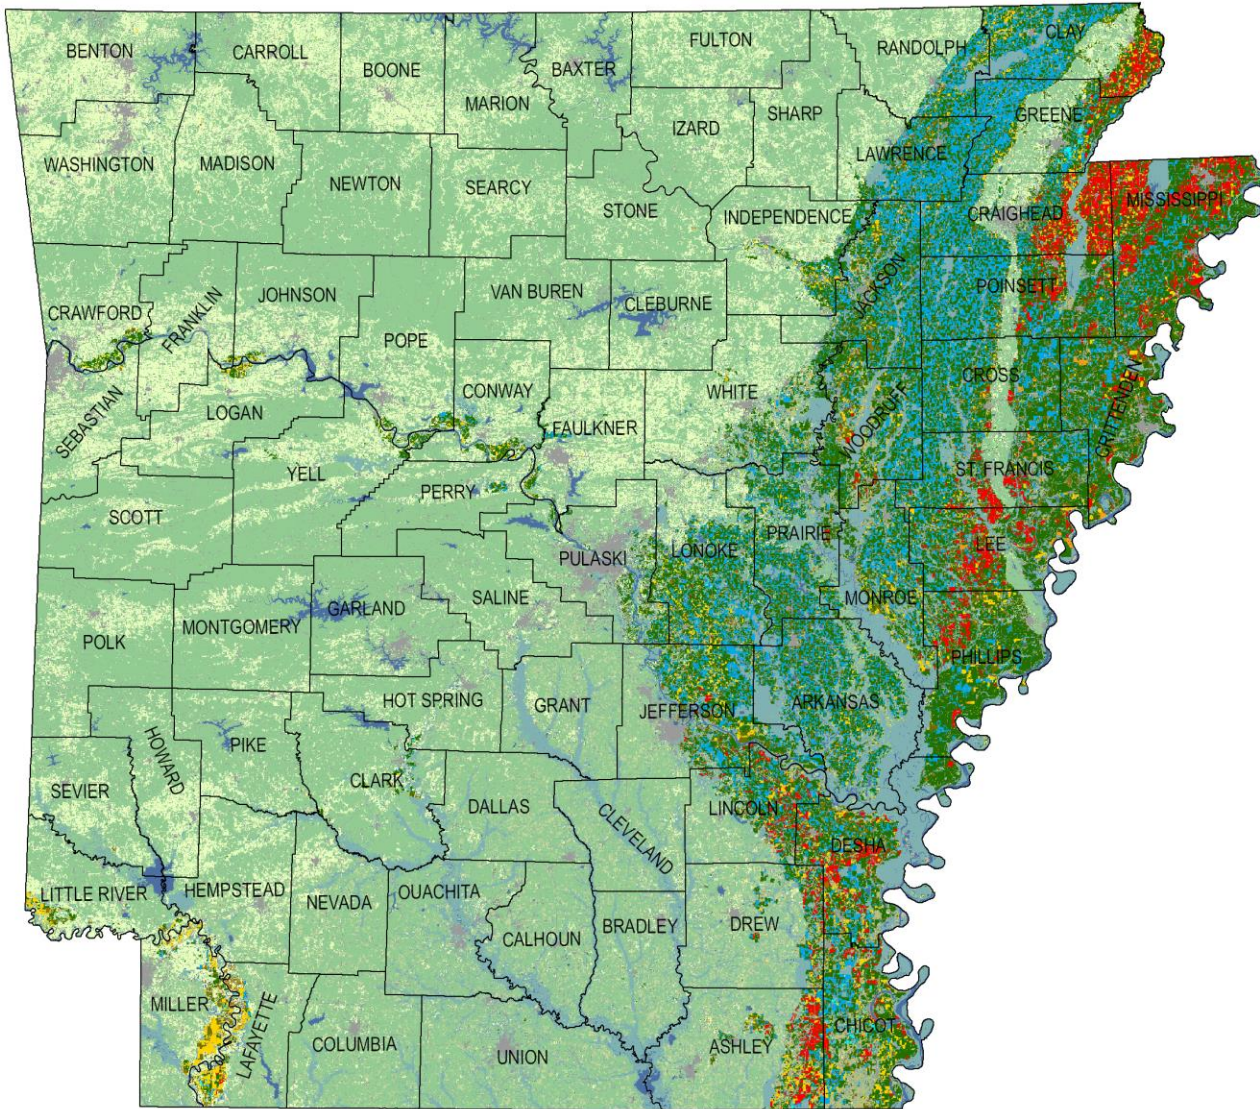 BENTON
CARROLL
BOONE
BAXTER
FULTON
RANDOLPH
CLAY
MARION
IZARD
SHARP
GREENE
WASHINGTON
MADISON
NEWTON
SEARCY
STONE
INDEPENDENCE
LAWRENCE
CRAIGHEAD
MISSISSIPPI
CRAWFORD
FRANKLIN
JOHNSON
POPE
VAN BUREN
CLEBURNE
JACKSON
POINSETT
SEBASTIAN
LOGAN
CONWAY
FAULKNER
WHITE
WOODRUFF
CROSS
CRITTENDEN
SCOTT
YELL
PERRY
PULASKI
LONOKE
PRAIRIE
ST. FRANCIS
LEE
POLK
MONTGOMERY
GARLAND
SALINE
MONROE
PHILLIPS
HOWARD
PIKE
HOT SPRING
GRANT
JEFFERSON
ARKANSAS
SEVIER
CLARK
DALLAS
CLEVELAND
LINCOLN
DESHA
LITTLE RIVER
HEMPSTEAD
NEVADA
OUACHITA
CALHOUN
BRADLEY
DREW
MILLER
LAFAYETTE
COLUMBIA
UNION
ASHLEY
CHICOT